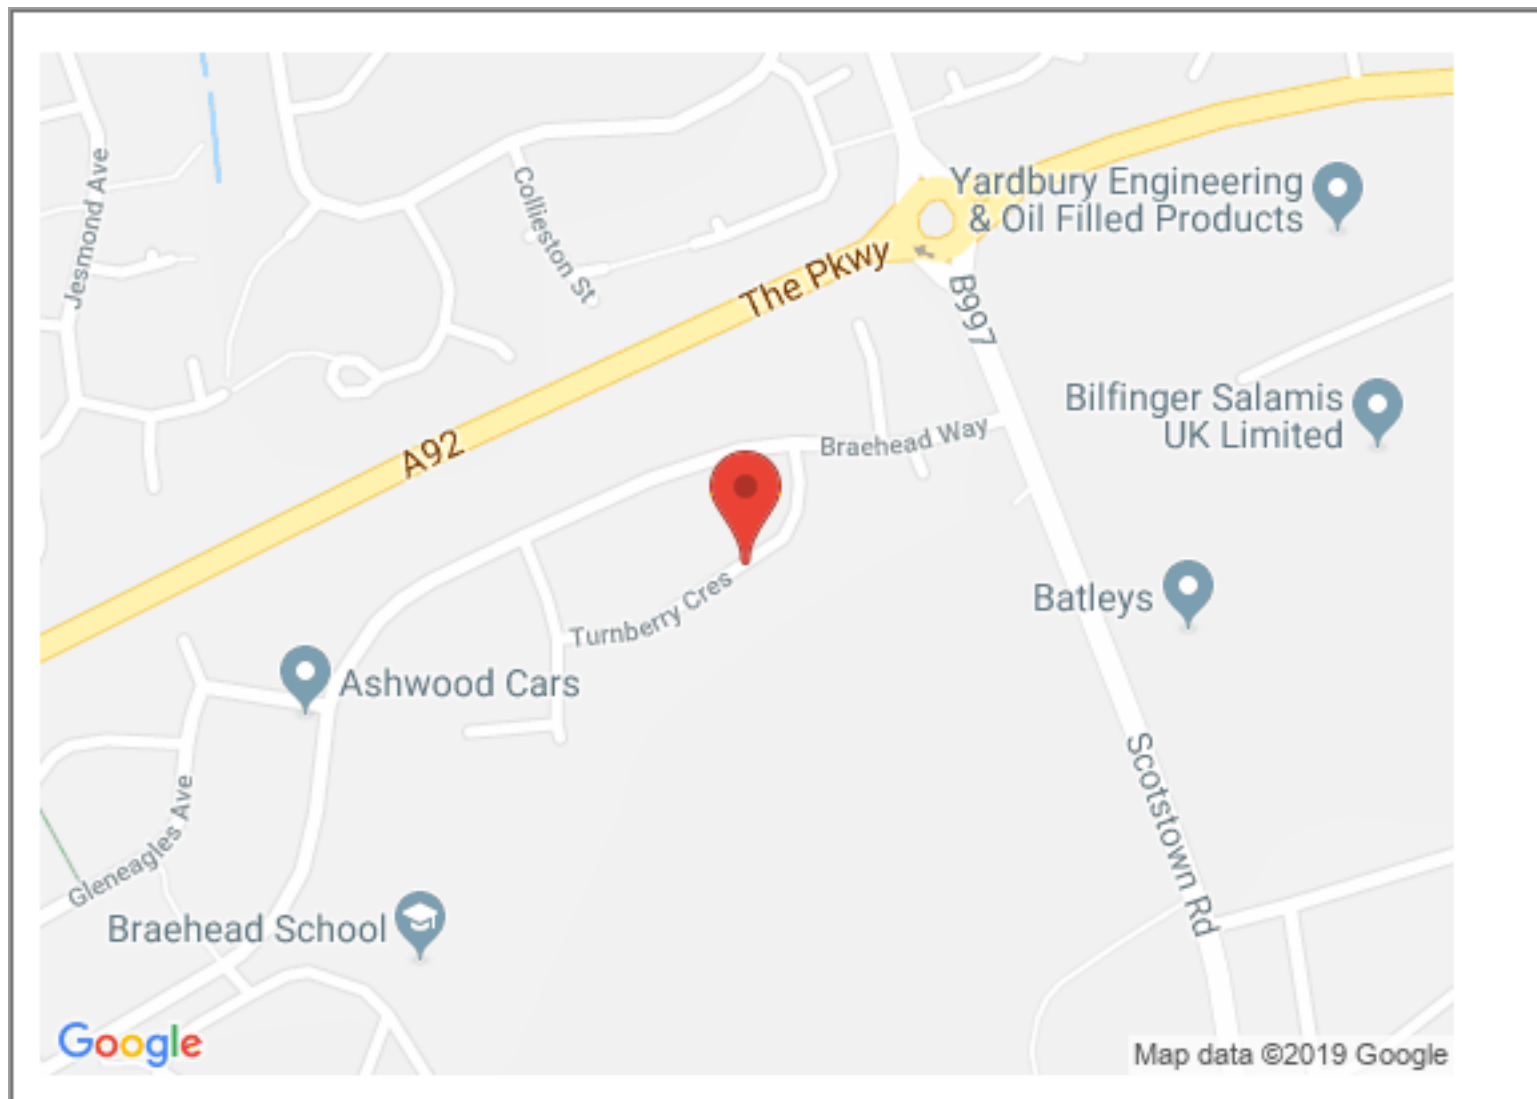 Jesmond Ave
Collieston St
Yardbury Engineering
& Oil Filled Products
The Pkwy
B997
Bilfinger Salamis
UK Limited
A92
Braehead Way
Turnberry Cres
Batleys
Ashwood Cars
Scotstown Rd
Gleneagles Ave
Braehead School
Google
Map data ©2019 Google